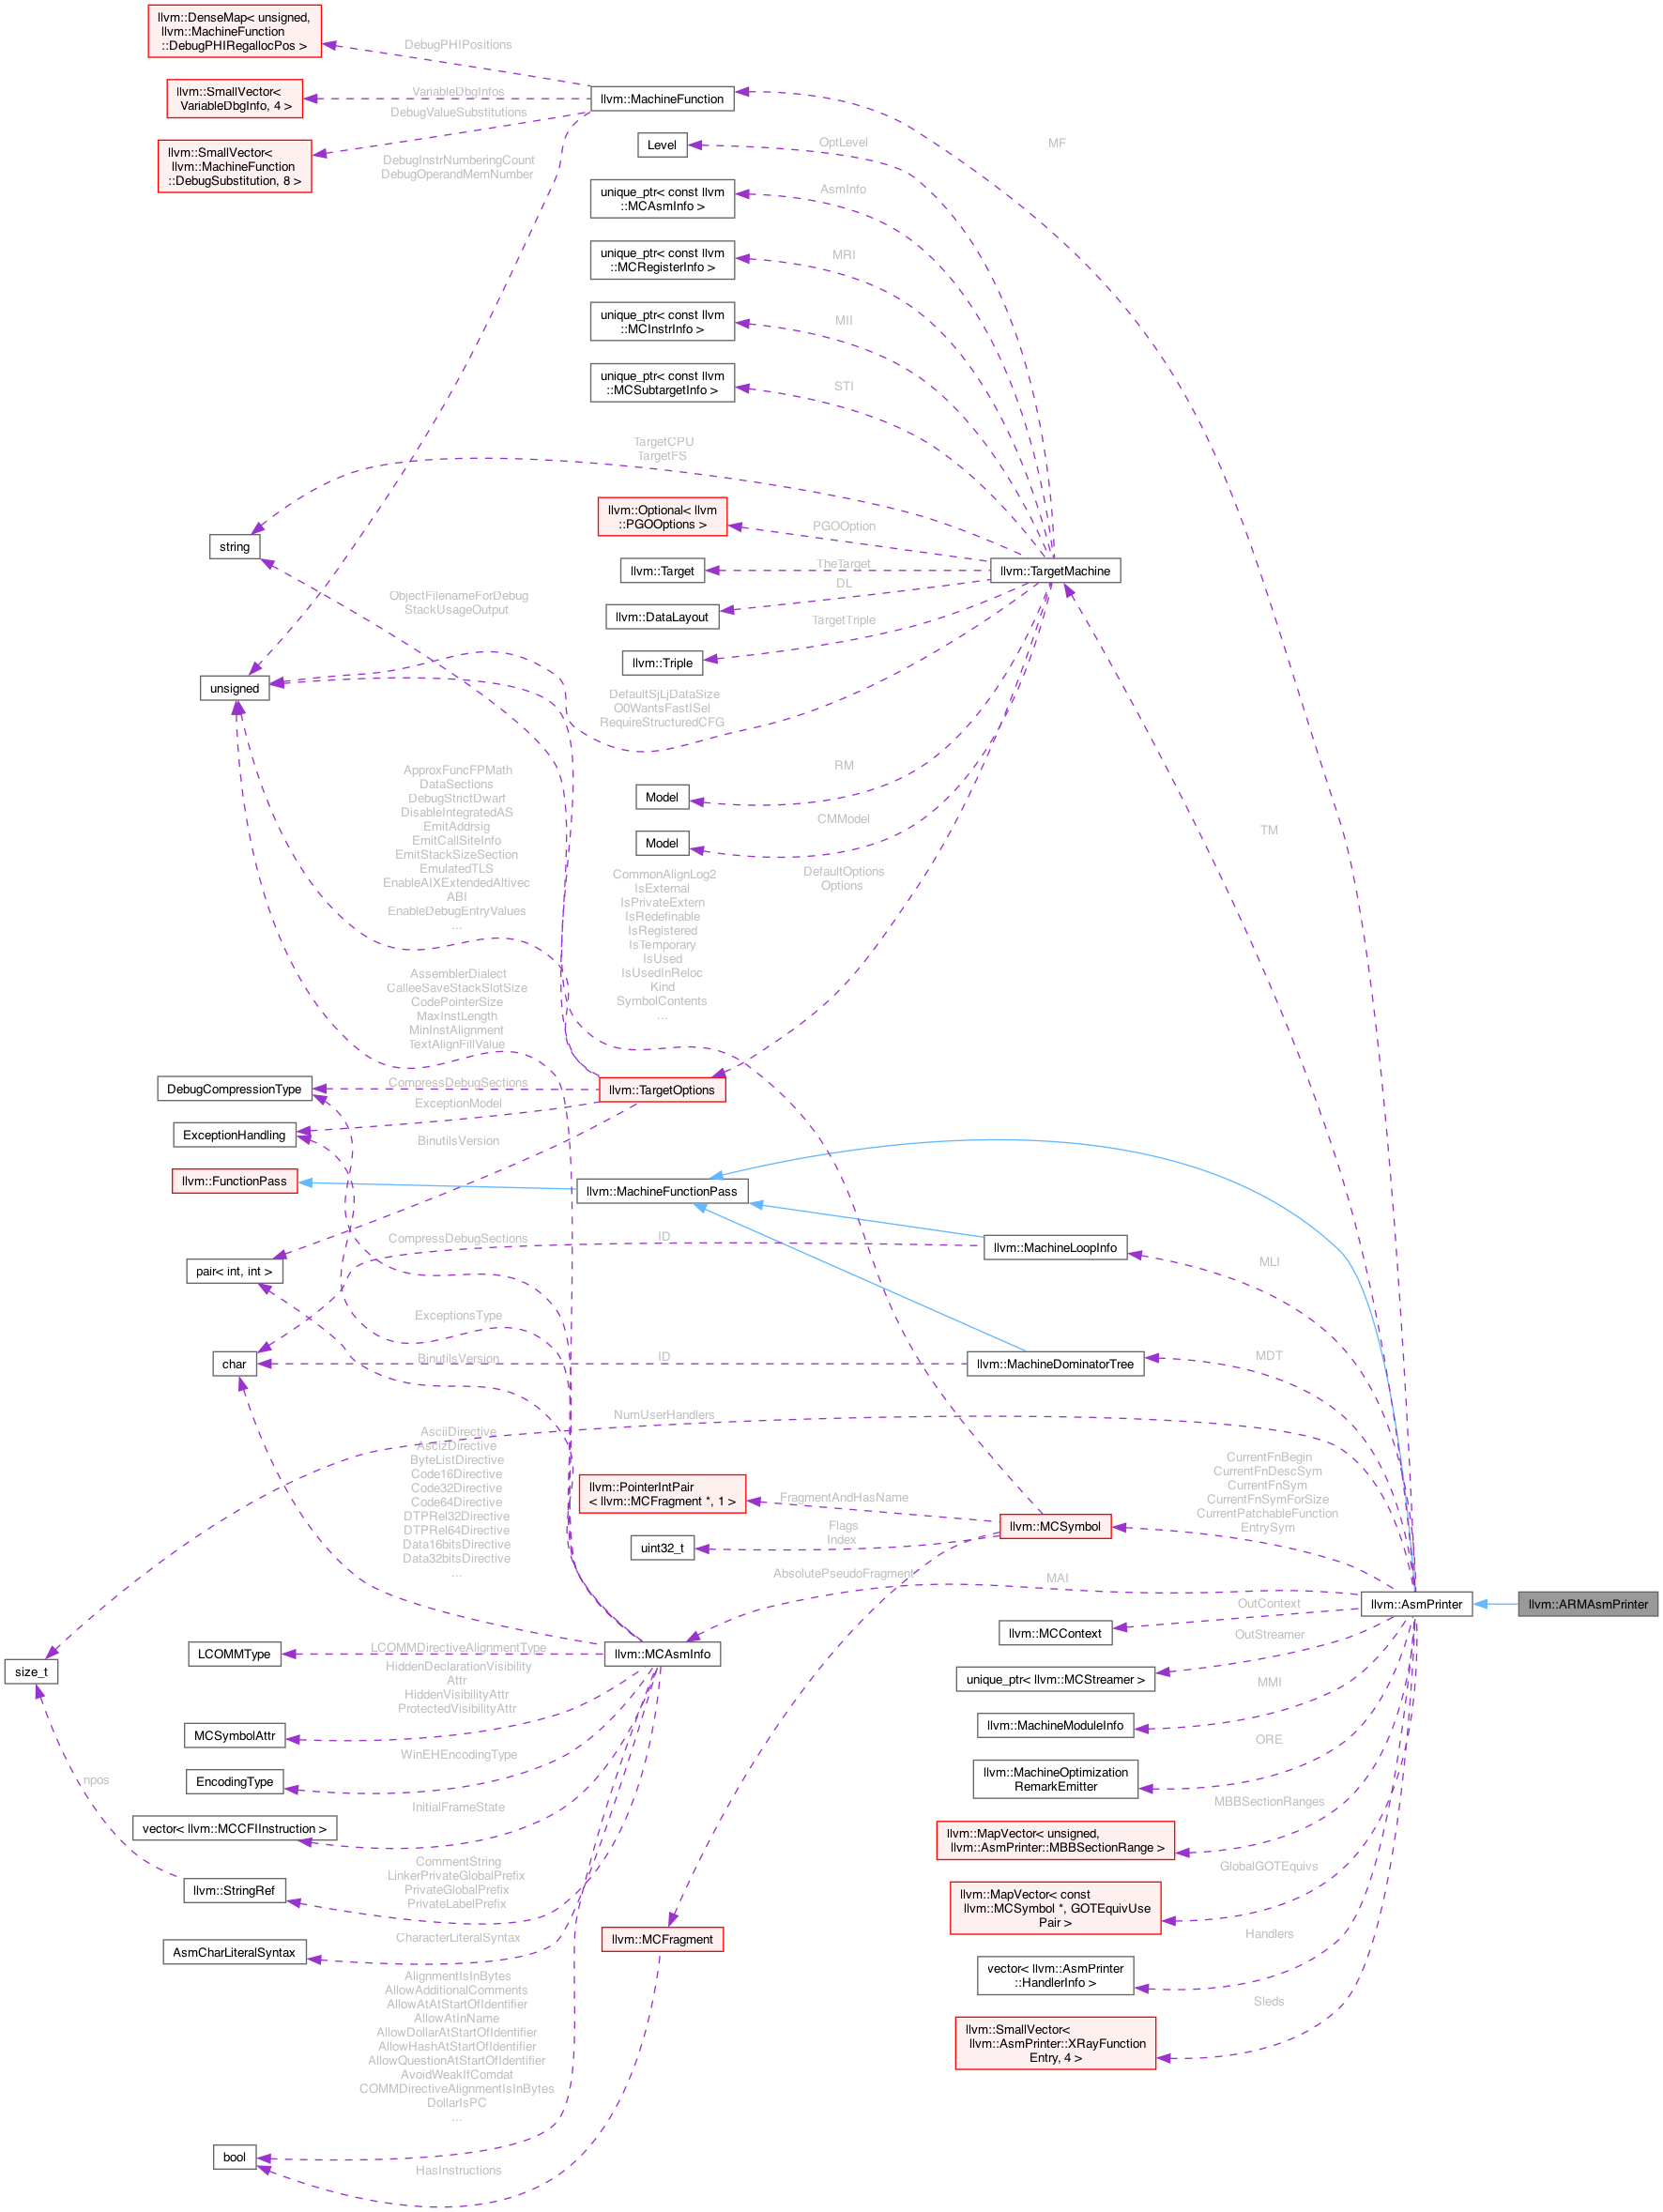 llvm::DenseMap< unsigned,
llvm::MachineFunction
::DebugPHIRegallocPos >
DebugPHIPositions
llvm::SmallVector<
VariableDbgInfo, 4 >
VariableDbgInfos
llvm::MachineFunction
DebugValueSubstitutions
llvm::SmallVector<
llvm::MachineFunction
::DebugSubstitution, 8 >
DebugInstrNumberingCount
DebugOperandMemNumber
Level
OptLevel
MF
unique_ptr< const llvm
::MCAsmInfo >
AsmInfo
unique_ptr< const llvm
::MCRegisterInfo >
MRI
unique_ptr< const llvm
::MCInstrInfo >
MII
unique_ptr< const llvm
::MCSubtargetInfo >
STI
TargetCPU
TargetFS
string
llvm::Optional< llvm
::PGOOptions >
PGOOption
llvm::Target
TheTarget
llvm::TargetMachine
DL
llvm::DataLayout
ObjectFilenameForDebug
StackUsageOutput
TargetTriple
llvm::Triple
unsigned
DefaultSjLjDataSize
O0WantsFastISel
RequireStructuredCFG
RM
Model
CMModel
Model
TM
ApproxFuncFPMath
DataSections
DebugStrictDwarf
DisableIntegratedAS
EmitAddrsig
EmitCallSiteInfo
EmitStackSizeSection
EmulatedTLS
EnableAIXExtendedAltivec
ABI
EnableDebugEntryValues
...
CommonAlignLog2
IsExternal
IsPrivateExtern
IsRedefinable
IsRegistered
IsTemporary
IsUsed
IsUsedInReloc
Kind
SymbolContents
...
DefaultOptions
Options
AssemblerDialect
CalleeSaveStackSlotSize
CodePointerSize
MaxInstLength
MinInstAlignment
TextAlignFillValue
DebugCompressionType
CompressDebugSections
llvm::TargetOptions
ExceptionModel
ExceptionHandling
BinutilsVersion
llvm::FunctionPass
llvm::MachineFunctionPass
CompressDebugSections
ID
llvm::MachineLoopInfo
MLI
pair< int, int >
ExceptionsType
char
BinutilsVersion
ID
llvm::MachineDominatorTree
MDT
NumUserHandlers
AsciiDirective
AscizDirective
ByteListDirective
Code16Directive
Code32Directive
Code64Directive
DTPRel32Directive
DTPRel64Directive
Data16bitsDirective
Data32bitsDirective
...
llvm::PointerIntPair
< llvm::MCFragment *, 1 >
FragmentAndHasName
Flags
Index
uint32_t
llvm::MCSymbol
CurrentFnBegin
CurrentFnDescSym
CurrentFnSym
CurrentFnSymForSize
CurrentPatchableFunction
EntrySym
AbsolutePseudoFragment
MAI
llvm::AsmPrinter
llvm::ARMAsmPrinter
OutContext
llvm::MCContext
OutStreamer
unique_ptr< llvm::MCStreamer >
MMI
llvm::MachineModuleInfo
ORE
llvm::MachineOptimization
RemarkEmitter
MBBSectionRanges
llvm::MapVector< unsigned,
llvm::AsmPrinter::MBBSectionRange >
GlobalGOTEquivs
llvm::MapVector< const
llvm::MCSymbol *, GOTEquivUse
Pair >
Handlers
vector< llvm::AsmPrinter
::HandlerInfo >
Sleds
llvm::SmallVector<
llvm::AsmPrinter::XRayFunction
Entry, 4 >
size_t
LCOMMType
LCOMMDirectiveAlignmentType
llvm::MCAsmInfo
HiddenDeclarationVisibility
Attr
HiddenVisibilityAttr
ProtectedVisibilityAttr
MCSymbolAttr
WinEHEncodingType
EncodingType
npos
InitialFrameState
vector< llvm::MCCFIInstruction >
CommentString
LinkerPrivateGlobalPrefix
PrivateGlobalPrefix
PrivateLabelPrefix
llvm::StringRef
CharacterLiteralSyntax
AsmCharLiteralSyntax
llvm::MCFragment
AlignmentIsInBytes
AllowAdditionalComments
AllowAtAtStartOfIdentifier
AllowAtInName
AllowDollarAtStartOfIdentifier
AllowHashAtStartOfIdentifier
AllowQuestionAtStartOfIdentifier
AvoidWeakIfComdat
COMMDirectiveAlignmentIsInBytes
DollarIsPC
...
bool
HasInstructions